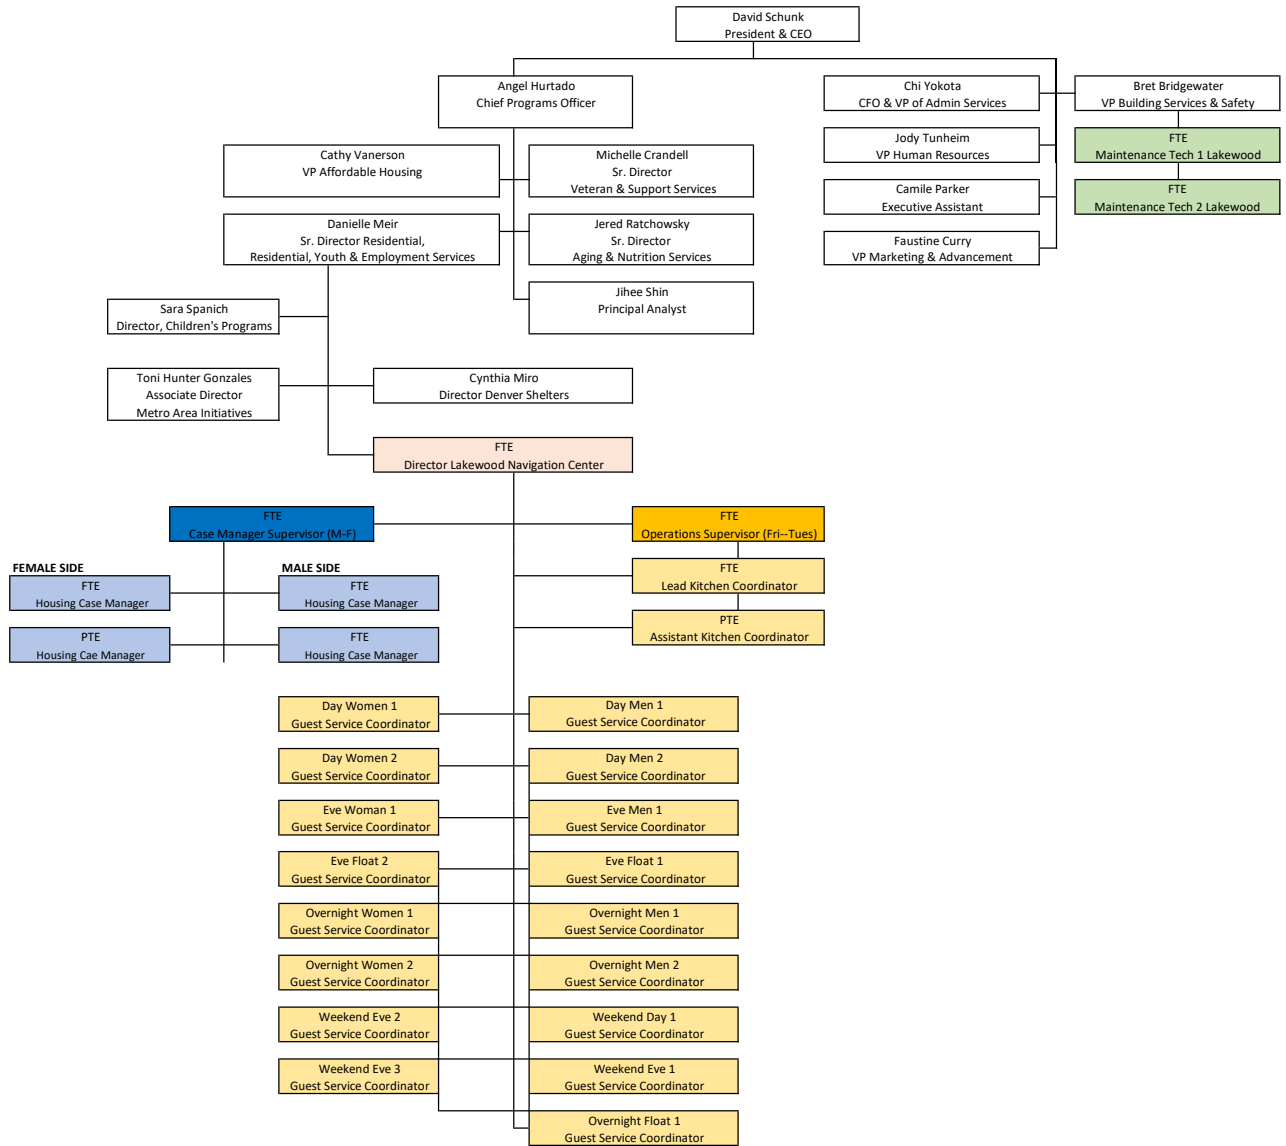 David Schunk
President & CEO
Angel Hurtado
Chief Programs Officer
Chi Yokota
CFO & VP of Admin Services
Bret Bridgewater
VP Building Services & Safety
Jody Tunheim
VP Human Resources
FTE
Maintenance Tech 1 Lakewood
Cathy Vanerson
VP Affordable Housing
Michelle Crandell
Sr. Director
Veteran & Support Services
Camile Parker
Executive Assistant
FTE
Maintenance Tech 2 Lakewood
Danielle Meir
Sr. Director Residential,
Residential, Youth & Employment Services
Jered Ratchowsky
Sr. Director
Aging & Nutrition Services
Faustine Curry
VP Marketing & Advancement
Jihee Shin
Principal Analyst
Sara Spanich
Director, Children's Programs
Toni Hunter Gonzales
Associate Director
Metro Area Initiatives
Cynthia Miro
Director Denver Shelters
FTE
Director Lakewood Navigation Center
FTE
Case Manager Supervisor (M-F)
FTE
Operations Supervisor (Fri--Tues)
FEMALE SIDE
MALE SIDE
FTE
Housing Case Manager
FTE
Housing Case Manager
FTE
Lead Kitchen Coordinator
PTE
Housing Cae Manager
FTE
Housing Case Manager
PTE
Assistant Kitchen Coordinator
Day Women 1
Guest Service Coordinator
Day Men 1
Guest Service Coordinator
Day Women 2
Guest Service Coordinator
Day Men 2
Guest Service Coordinator
Eve Woman 1
Guest Service Coordinator
Eve Men 1
Guest Service Coordinator
Eve Float 2
Guest Service Coordinator
Eve Float 1
Guest Service Coordinator
Overnight Women 1
Guest Service Coordinator
Overnight Men 1
Guest Service Coordinator
Overnight Women 2
Guest Service Coordinator
Overnight Men 2
Guest Service Coordinator
Weekend Eve 2
Guest Service Coordinator
Weekend Day 1
Guest Service Coordinator
Weekend Eve 3
Guest Service Coordinator
Weekend Eve 1
Guest Service Coordinator
Overnight Float 1
Guest Service Coordinator